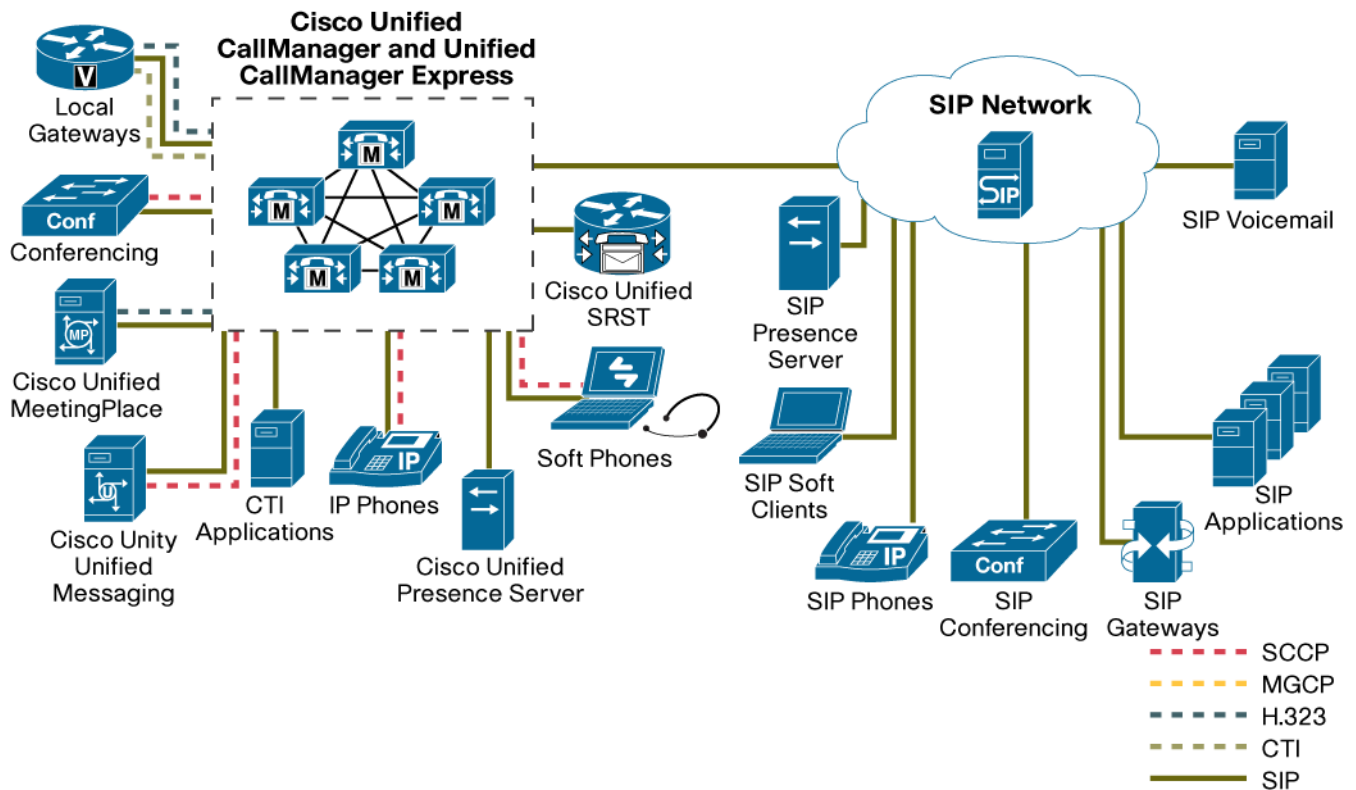 Cisco Unified
CallManager and Unified
CallManager Express
V
Local
Gateways
M
M
M
M
M
Conf
Conferencing
MP
Cisco Unified
MeetingPlace
U
Cisco Unity
Unified
Messaging
CTI
Applications
IP
IP Phones
Cisco Unified
Presence Server
Soft Phones
Cisco Unified
SRST
SIP Network
SIP
SIP Voicemail
SIP
Presence
Server
SIP Soft
Clients
IP
SIP Phones
Conf
SIP
Conferencing
SIP
Gateways
SIP
Applications
SCCP
MGCP
H.323
CTI
SIP